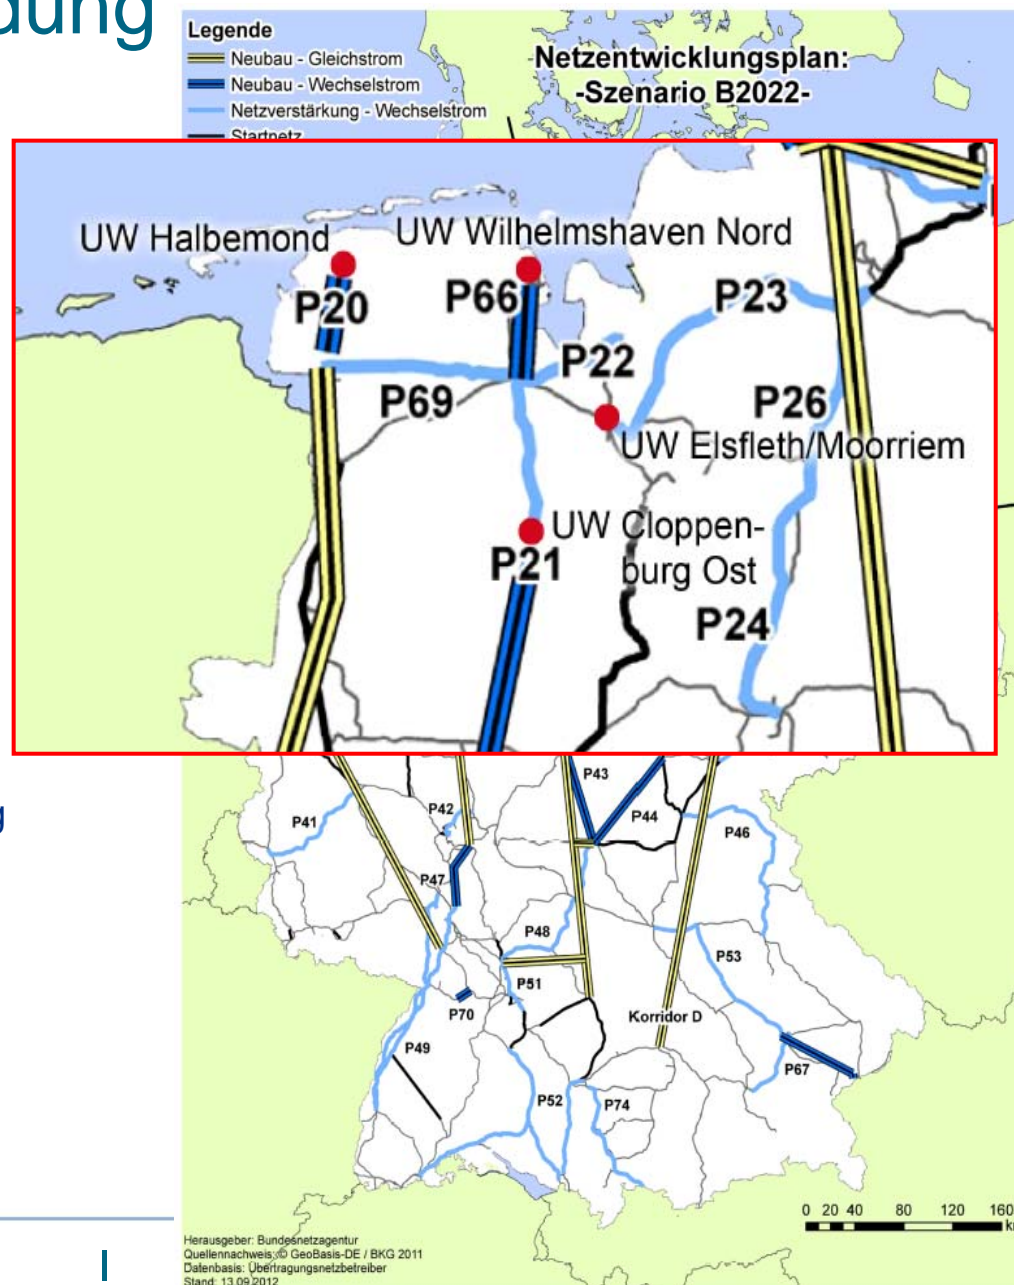 dung
Legende
Neubau - Gleichstrom
Neubau - Wechselstrom
Netzverstärkung - Wechselstrom
Startnetz
Netzentwicklungsplan:
-Szenario B2022-
UW Halbemond
UW Wilhelmshaven Nord
P20
P66
P23
P22
P69
P26
UW Elsfleth/Moorriem
UW Cloppen-
burg Ost
P21
P24
g
P43
P41
P42
P44
P46
P47
P48
P53
P51
P70
Korridor D
P49
P67
P52
P74
0 20 40 80 120 160
Herausgeber: Bundesnetzagentur
Quellennachweis:© GeoBasis-DE / BKG 2011
Datenbasis: Übertragungsnetzbetreiber
Stand: 13.09.2012